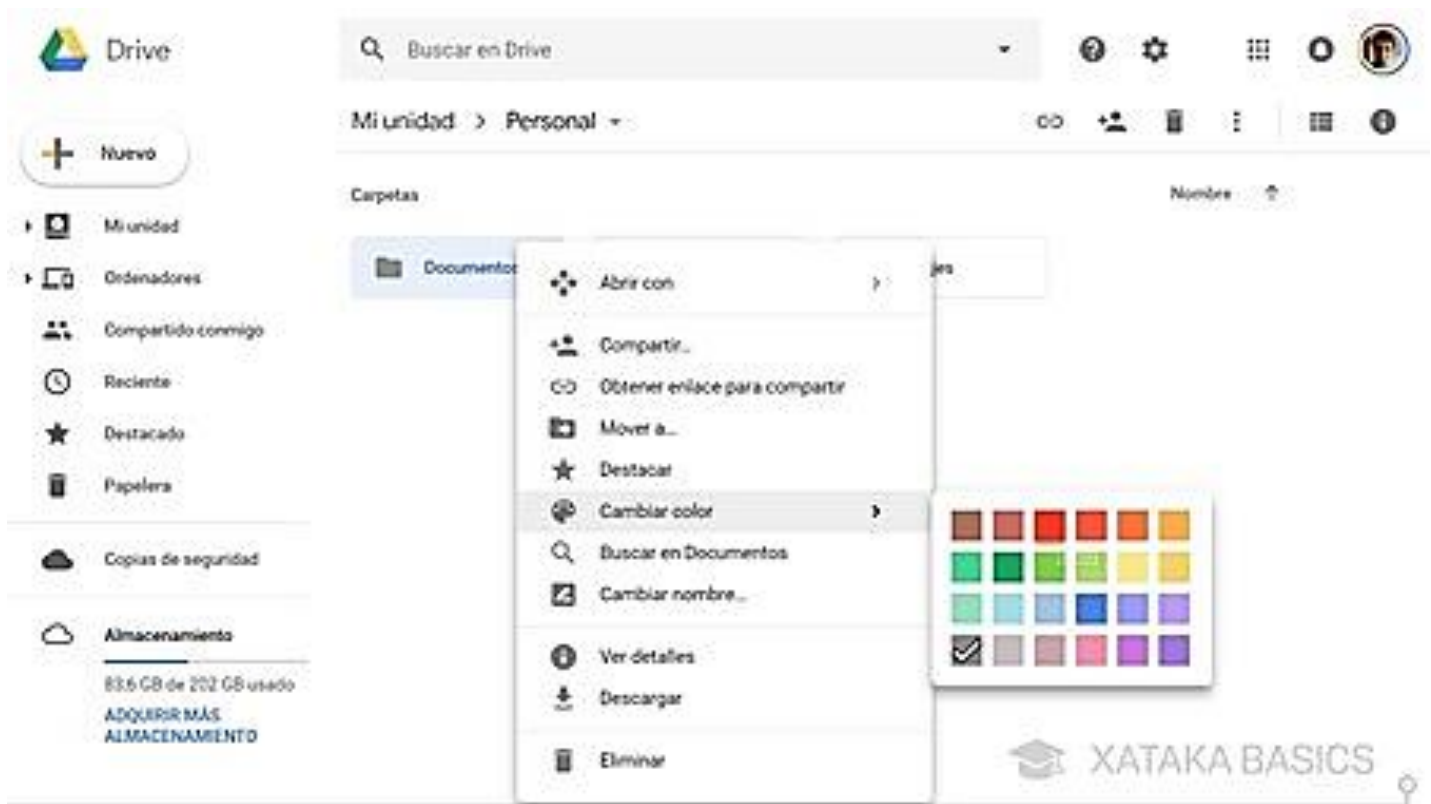 Drive
Buscar en Drive
Mi unidad > Personal
Nuevo
Carpetas
Nombre
Mi unidad
Ordenadores
Compartido conmigo
Reciente
Destacado
Papelera
Copias de seguridad
Almacenamiento
83.6 GB de 202 GB usado
ADQUIRIR MÁS
ALMACENAMIENTO
Documentos
Abrir con
Compartir...
Obtener enlace para compartir
Mover a...
Destacar
Cambiar color
Buscar en Documentos
Cambiar nombre...
Ver detalles
Descargar
Eliminar
XATAKA BASICS